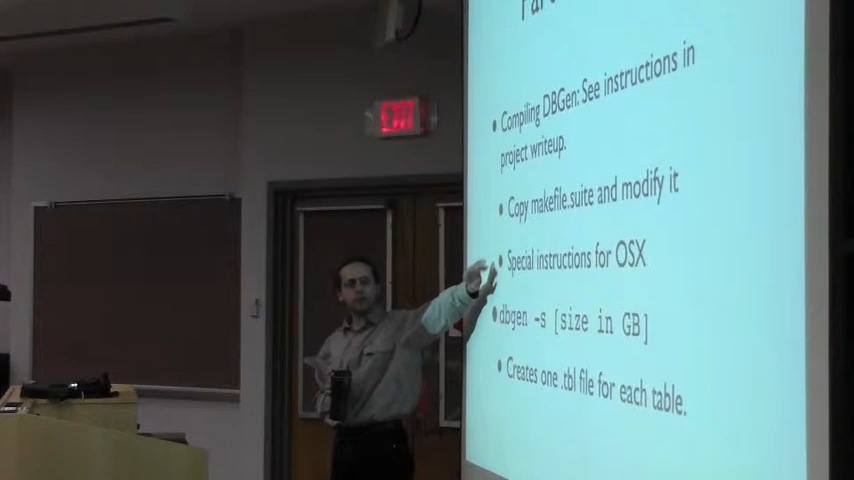 EXIT
• Compiling DBGen: See instructions in
project writeup.
• Copy makefile.suite and modify it
• Special instructions for OSX
• dbgen -s [size in GB]
• Creates one .tbl file for each table.